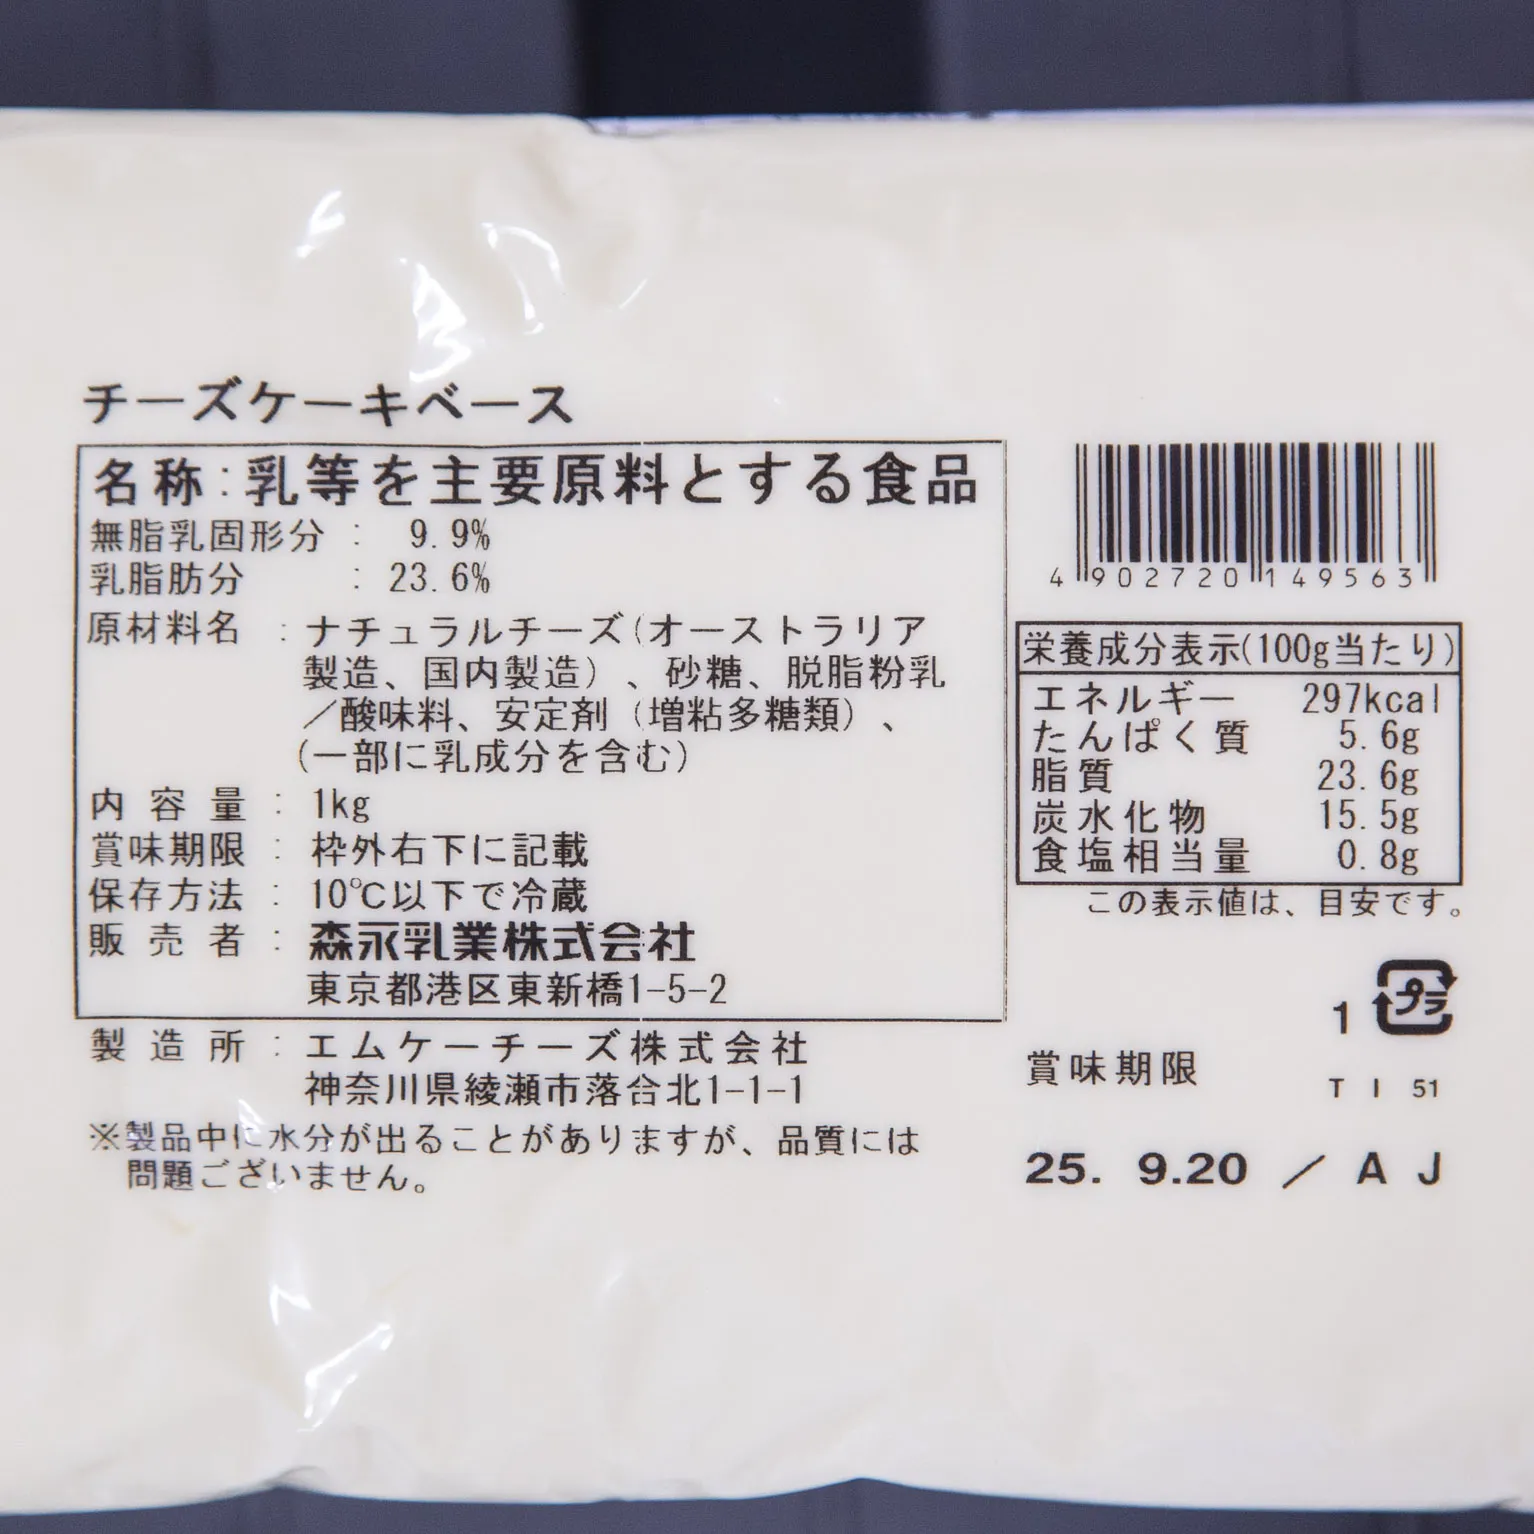 チーズケーキベース
名称:乳等を主要原料とする食品
無脂乳固形分 : 9.9%
乳脂肪分 : 23.6%
原材料名 : ナチュラルチーズ(オーストラリア
製造、国内製造)、砂糖、脱脂粉乳
/酸味料、安定剤(増粘多糖類)、
(一部に乳成分を含む)
内容量 : 1kg
賞味期限 : 枠外右下に記載
保存方法 : 10℃以下で冷蔵
販売者 : 森永乳業株式会社
東京都港区東新橋1-5-2
製造所 : エムケーチーズ株式会社
神奈川県綾瀬市落合北1-1-1
※製品中に水分が出ることがありますが、品質には
問題ございません。
4 902720 149563
栄養成分表示(100g当たり)
エネルギー 297kcal
たんぱく質 5.6g
脂質 23.6g
炭水化物 15.5g
食塩相当量 0.8g
この表示値は、目安です。
1 プラ
賞味期限 T I 51
25. 9.20 / A J